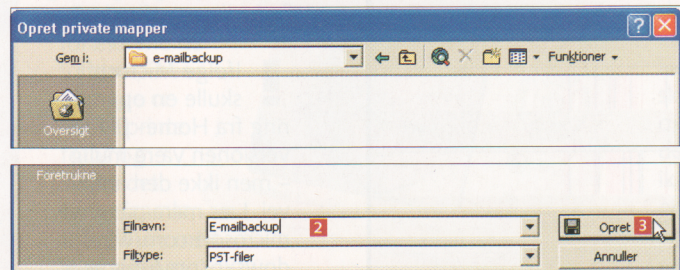 Opret private mapper
Gem i: e-mailbackup Funktioner
Oversigt
Foretrukne
Filnavn: E-mailbackup 2 Opret 3
Filtype: PST-filer Annuller